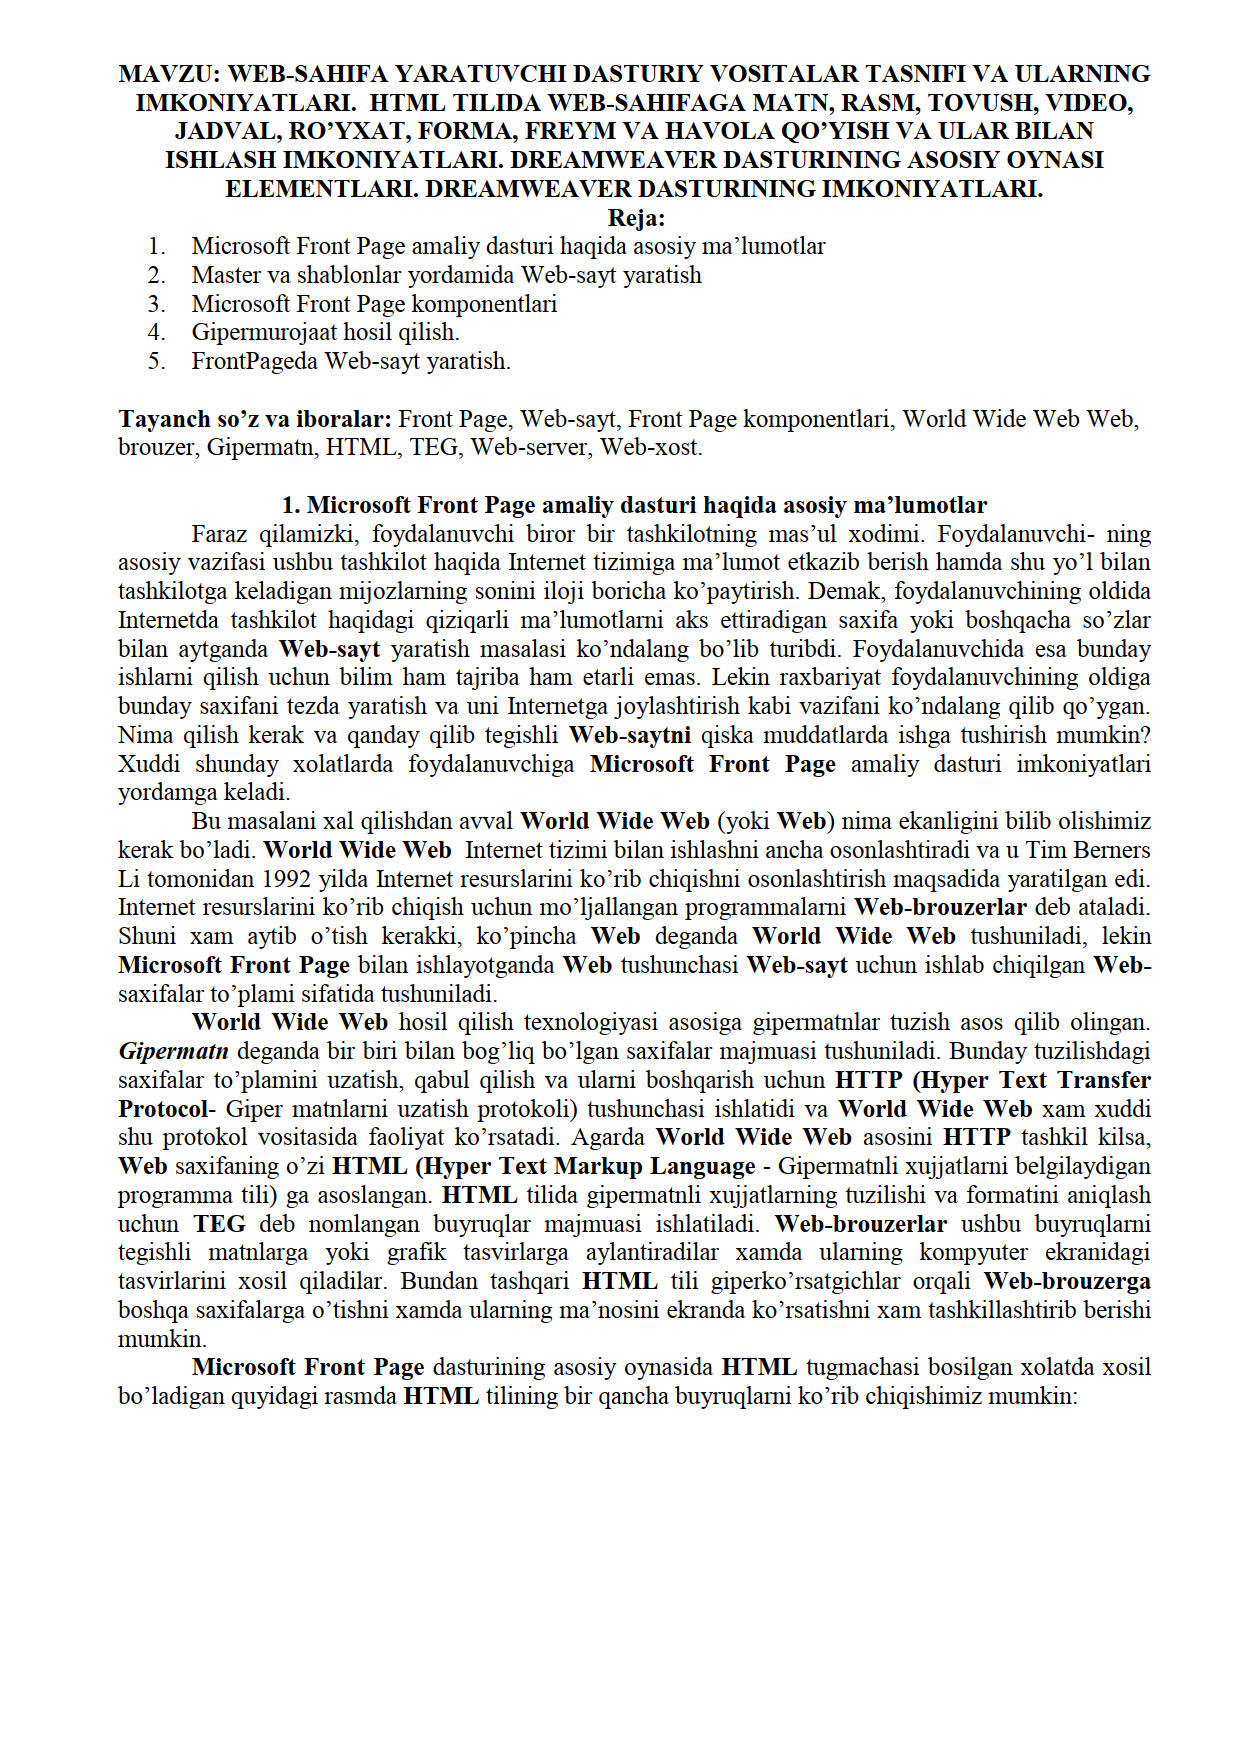 MAVZU: WEB-SAHIFA YARATUVCHI DASTURIY VOSITALAR TASNIFI VA ULARNING
IMKONIYATLARI.  HTML TILIDA WEB-SAHIFAGA MATN, RASM, TOVUSH, VIDEO,
JADVAL, RO’YXAT, FORMA, FREYM VA HAVOLA QO’YISH VA ULAR BILAN
ISHLASH IMKONIYATLARI. DREAMWEAVER DASTURINING ASOSIY OYNASI
ELEMENTLARI. DREAMWEAVER DASTURINING IMKONIYATLARI.
Reja:
1. Microsoft Front Page amaliy dasturi haqida asosiy ma’lumotlar
2. Master va shablonlar yordamida Web-sayt yaratish
3. Microsoft Front Page komponentlari
4. Gipermurojaat hosil qilish.
5. FrontPageda Web-sayt yaratish.
Tayanch so’z va iboralar: Front Page, Web-sayt, Front Page komponentlari, World Wide Web Web,
brouzer, Gipermatn, HTML, TEG, Web-server, Web-xost.
1. Microsoft Front Page amaliy dasturi haqida asosiy ma’lumotlar
Faraz qilamizki, foydalanuvchi biror bir tashkilotning mas’ul xodimi. Foydalanuvchi- ning
asosiy vazifasi ushbu tashkilot haqida Internet tizimiga ma’lumot etkazib berish hamda shu yo’l bilan
tashkilotga keladigan mijozlarning sonini iloji boricha ko’paytirish. Demak, foydalanuvchining oldida
Internetda tashkilot haqidagi qiziqarli ma’lumotlarni aks ettiradigan saxifa yoki boshqacha so’zlar
bilan aytganda Web-sayt yaratish masalasi ko’ndalang bo’lib turibdi. Foydalanuvchida esa bunday
ishlarni qilish uchun bilim ham tajriba ham etarli emas. Lekin raxbariyat foydalanuvchining oldiga
bunday saxifani tezda yaratish va uni Internetga joylashtirish kabi vazifani ko’ndalang qilib qo’ygan.
Nima qilish kerak va qanday qilib tegishli Web-saytni qiska muddatlarda ishga tushirish mumkin?
Xuddi shunday xolatlarda foydalanuvchiga Microsoft Front Page amaliy dasturi imkoniyatlari
yordamga keladi.
Bu masalani xal qilishdan avval World Wide Web (yoki Web) nima ekanligini bilib olishimiz
kerak bo’ladi. World Wide Web  Internet tizimi bilan ishlashni ancha osonlashtiradi va u Tim Berners
Li tomonidan 1992 yilda Internet resurslarini ko’rib chiqishni osonlashtirish maqsadida yaratilgan edi.
Internet resurslarini ko’rib chiqish uchun mo’ljallangan programmalarni Web-brouzerlar deb ataladi.
Shuni xam aytib o’tish kerakki, ko’pincha Web deganda World Wide Web tushuniladi, lekin
Microsoft Front Page bilan ishlayotganda Web tushunchasi Web-sayt uchun ishlab chiqilgan Web-
saxifalar to’plami sifatida tushuniladi.
World Wide Web hosil qilish texnologiyasi asosiga gipermatnlar tuzish asos qilib olingan.
Gipermatn deganda bir biri bilan bog’liq bo’lgan saxifalar majmuasi tushuniladi. Bunday tuzilishdagi
saxifalar to’plamini uzatish, qabul qilish va ularni boshqarish uchun HTTP (Hyper Text Transfer
Protocol- Giper matnlarni uzatish protokoli) tushunchasi ishlatidi va World Wide Web xam xuddi
shu protokol vositasida faoliyat ko’rsatadi. Agarda World Wide Web asosini HTTP tashkil kilsa,
Web saxifaning o’zi HTML (Hyper Text Markup Language - Gipermatnli xujjatlarni belgilaydigan
programma tili) ga asoslangan. HTML tilida gipermatnli xujjatlarning tuzilishi va formatini aniqlash
uchun TEG deb nomlangan buyruqlar majmuasi ishlatiladi. Web-brouzerlar ushbu buyruqlarni
tegishli matnlarga yoki grafik tasvirlarga aylantiradilar xamda ularning kompyuter ekranidagi
tasvirlarini xosil qiladilar. Bundan tashqari HTML tili giperko’rsatgichlar orqali Web-brouzerga
boshqa saxifalarga o’tishni xamda ularning ma’nosini ekranda ko’rsatishni xam tashkillashtirib berishi
mumkin.
Microsoft Front Page dasturining asosiy oynasida HTML tugmachasi bosilgan xolatda xosil
bo’ladigan quyidagi rasmda HTML tilining bir qancha buyruqlarni ko’rib chiqishimiz mumkin: